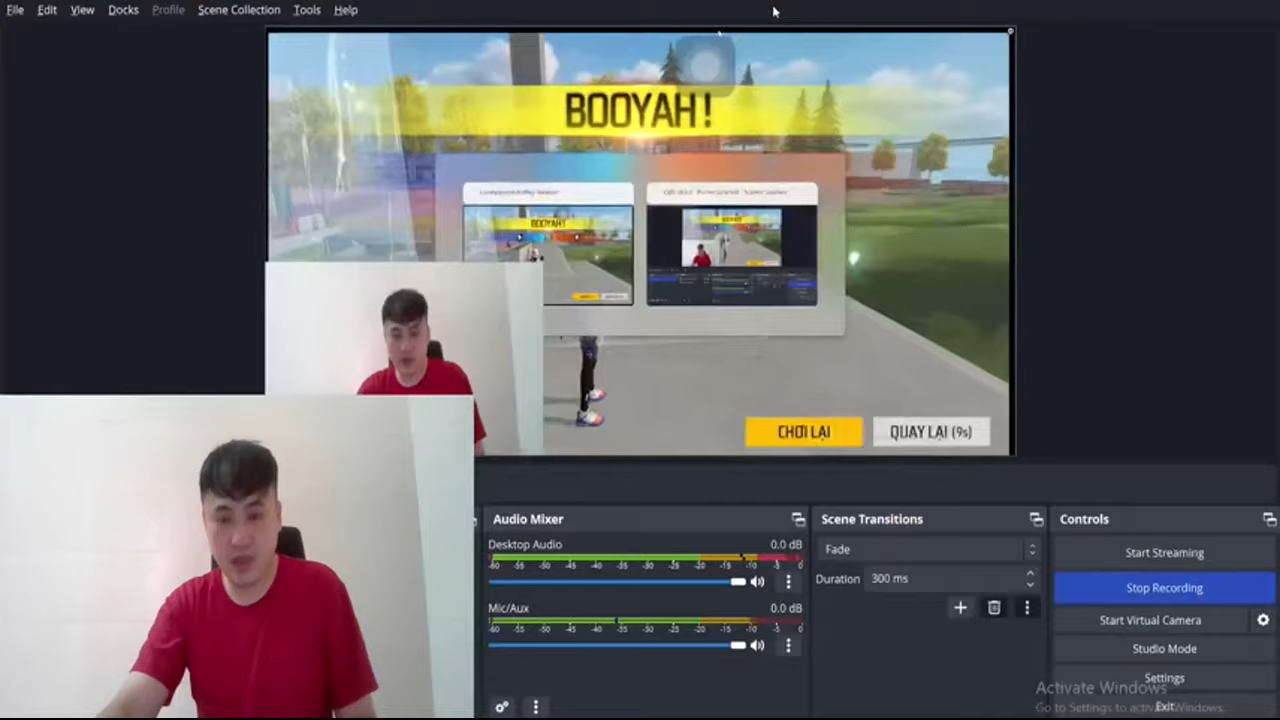 File Edit View Docks Profile Scene Collection Tools Help
BOOYAH!
BOOYAH!
BOOYAH!
CHƠI LẠI
QUAY LẠI (9s)
Audio Mixer
Desktop Audio
0.0 dB
-60 -55 -50 -45 -40 -35 -30 -25 -20 -15 -10 -5 0
Mic/Aux
0.0 dB
-60 -55 -50 -45 -40 -35 -30 -25 -20 -15 -10 -5 0
Scene Transitions
Fade
Duration 300 ms
Controls
Start Streaming
Stop Recording
Start Virtual Camera
Studio Mode
Settings
Exit
Activate Windows
Go to Settings to activate Windows.